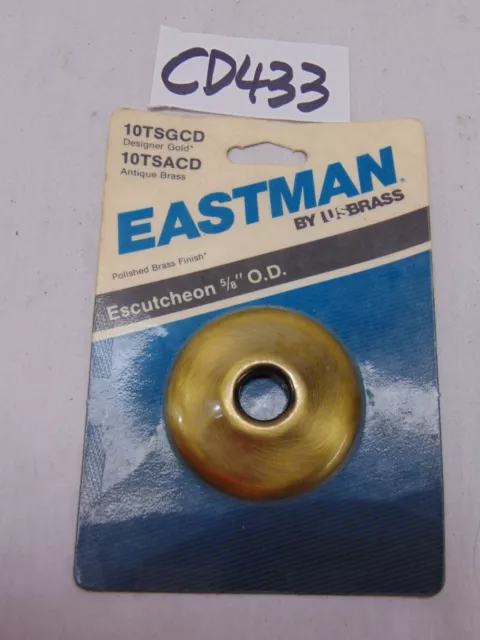 CD433
10TSGCD
Designer Gold*
10TSACD
Antique Brass
EASTMAN
BY USBRASS
Polished Brass Finish*
Escutcheon 5/8" O.D.